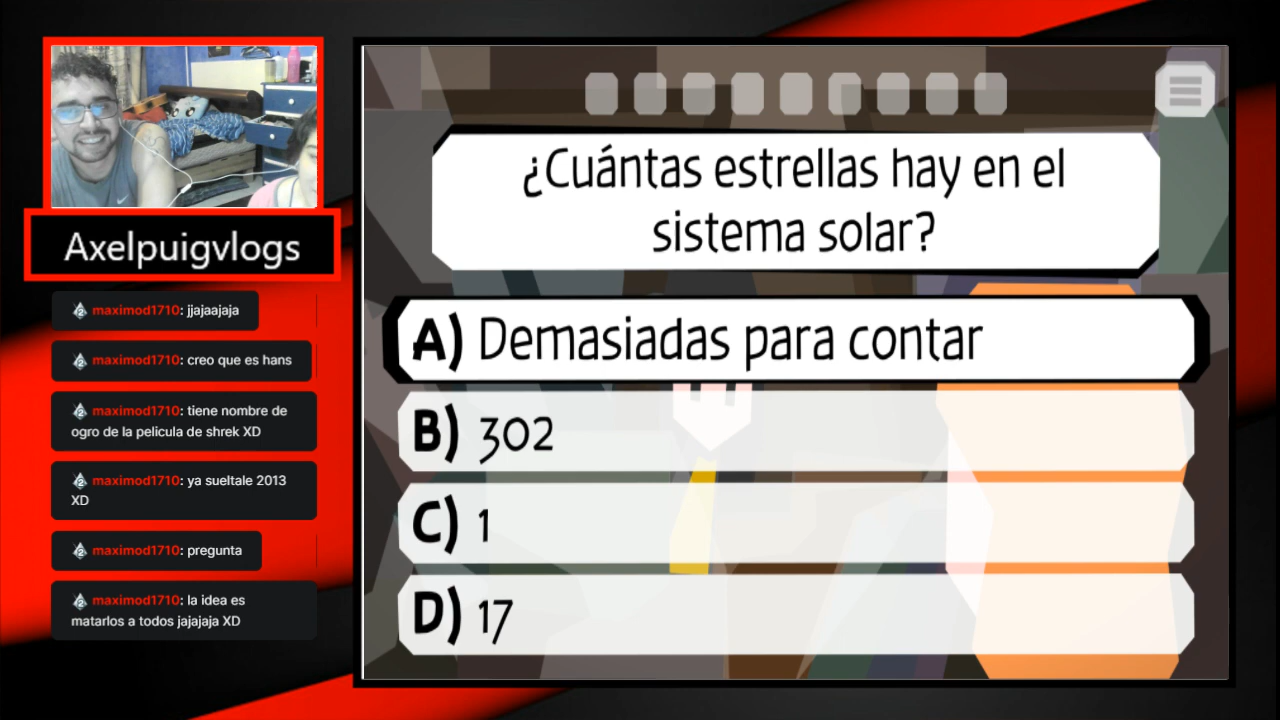 Axelpuigvlogs
maximod1710: jjajaajaja
maximod1710: creo que es hans
maximod1710: tiene nombre de
ogro de la pelicula de shrek XD
maximod1710: ya sueltale 2013
XD
maximod1710: pregunta
maximod1710: la idea es
matarlos a todos jajajaja XD
¿Cuántas estrellas hay en el
sistema solar?
A) Demasiadas para contar
B) 302
C) 1
D) 17